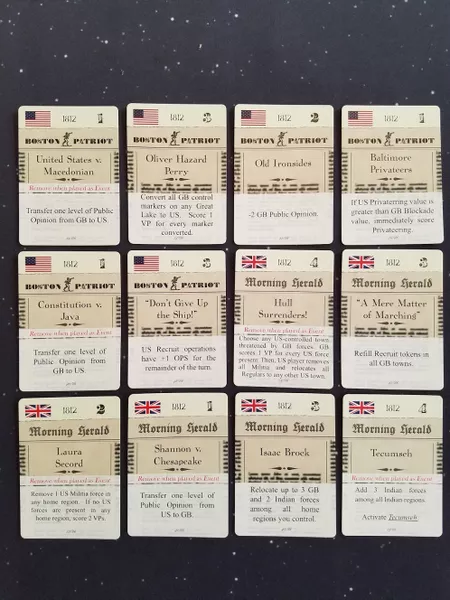 1812 1
BOSTON PATRIOT
United States v.
Macedonian
Remove when played as Event
Transfer one level of Public
Opinion from GB to US
1812 3
BOSTON PATRIOT
Oliver Hazard
Perry
Convert all GB control
markers on any Great
Lake to US. Score 1
VP for every marker
converted.
1812 2
BOSTON PATRIOT
Old Ironsides
-2 GB Public Opinion.
1812 1
BOSTON PATRIOT
Baltimore
Privateers
If US Privateering value is
greater than GB Blockade
value, immediately score
Privateering.
1812 1
BOSTON PATRIOT
Constitution v.
Java
Remove when played as Event
Transfer one level of
Public Opinion from
GB to US
1812 3
BOSTON PATRIOT
"Don't Give Up
the Ship!"
US Recruit operations
have +1 OPS for the
remainder of the turn.
1812 4
Morning Herald
Hull
Surrenders!
Remove when played as Event
Choose any US-controlled town
threatened by GB forces. GB
scores 1 VP for every US force
present. Then, US player removes
all Militia and relocates all
Regulars to any other US town.
1812 3
Morning Herald
"A Mere Matter
of Marching"
Refill Recruit tokens in
all GB towns.
1812 2
Morning Herald
Laura
Secord
Remove when played as Event
Remove 1 US Militia force in
any home region. If no US
forces are present in any
home region, score 2 VPs.
1812 1
Morning Herald
Shannon v.
Chesapeake
Remove when played as Event
Transfer one level of
Public Opinion from
US to GB.
1812 3
Morning Herald
Isaac Brock
Relocate up to 3 GB
and 2 Indian forces
among all home
regions you control.
1812 4
Morning Herald
Tecumseh
Remove when played as Event
Add 3 Indian forces
among all Indian regions.
Activate Tecumseh